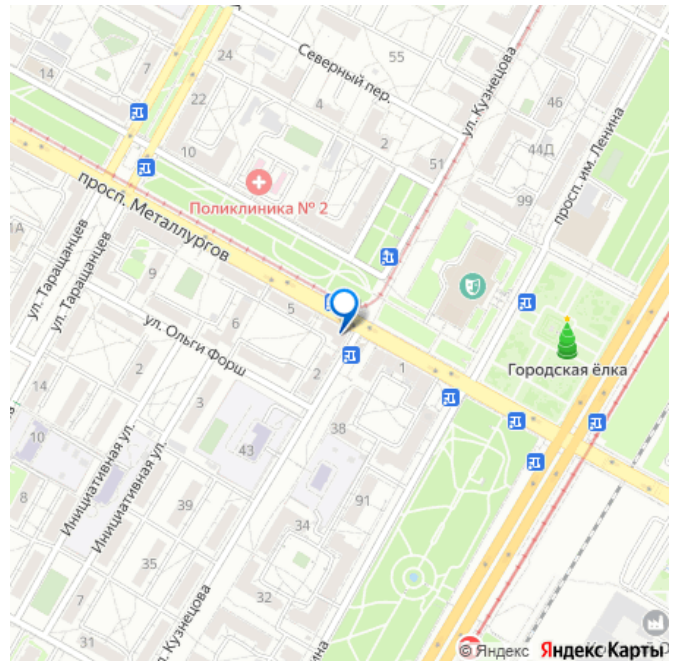 55
Северный пер.
24
14
7
22
4
46
ул. Кузнецова
просп. им. Ленина
10
2
51
44Д
Поликлиника № 2
99
просп. Металлургов
1А
ул. Таращанцев
ул. Таращанцев
9
5
6
ул. Ольги Форш
Городская ёлка
2
2
1
14
3
38
10
43
Инициативная ул.
Инициативная ул.
8
39
91
34
35
7
32
31
ул. Кузнецова
© Яндекс Яндекс Карты